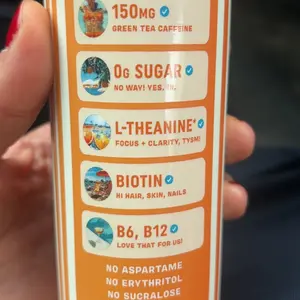 150MG
GREEN TEA CAFFEINE
0g SUGAR
NO WAY! YES,
L-THEANINE*
FOCUS + CLARITY, TYSM!
BIOTIN
HI HAIR, SKIN, NAILS
B6, B12
LOVE THAT FOR US!
NO ASPARTAME
NO ERYTHRITOL
NO SUCRALOSE